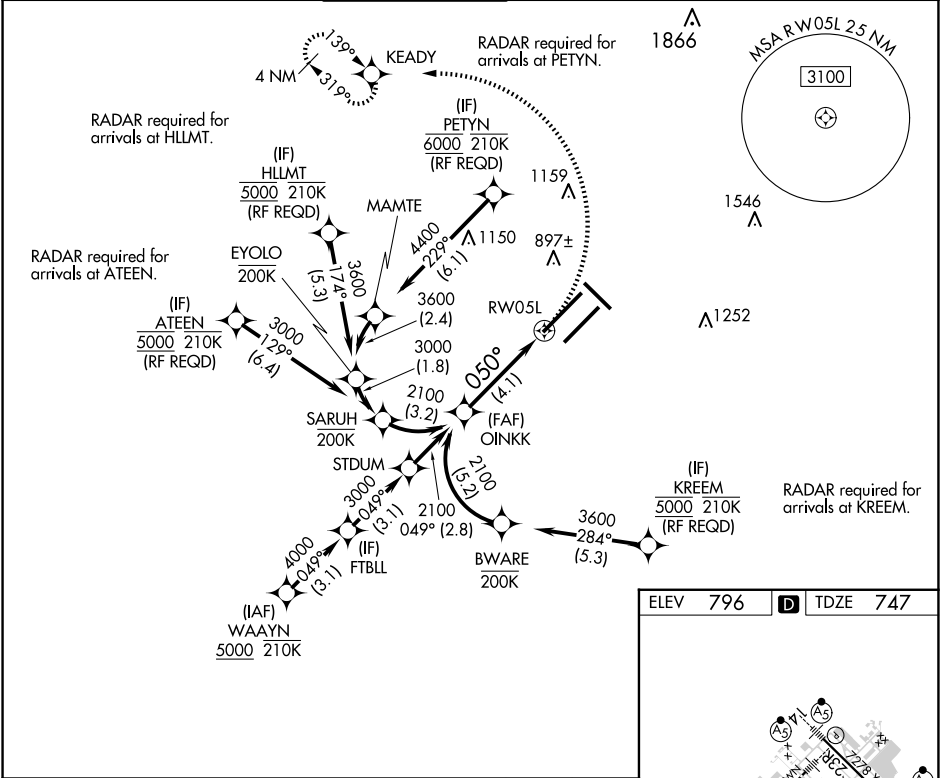 139°
319°
4 NM
KEADY
RADAR required for
arrivals at PETYN.
1866
MSA RW05L 25 NM
3100
RADAR required for
arrivals at HLLMT.
(IF)
PETYN
6000 210K
(RF REQD)
(IF)
HLLMT
5000 210K
(RF REQD)
MAMTE
1159
1546
4400
229°
(6.1)
1150
897±
EYOLO
200K
3600
174°
(5.3)
RADAR required for
arrivals at ATEEN.
(IF)
ATEEN
5000 210K
(RF REQD)
3000
129°
(6.4)
3600
(2.4)
3000
(1.8)
RW05L
1252
050°
(4.1)
2100
(3.2)
SARUH
200K
(FAF)
OINKK
STDUM
2100
(5.2)
3000
049°
(3.1)
2100
049° (2.8)
(IF)
FTBLL
BWARE
200K
3600
284°
(5.3)
(IF)
KREEM
5000 210K
(RF REQD)
RADAR required for
arrivals at KREEM.
4000
049°
(3.1)
(IAF)
WAAYN
5000 210K
ELEV 796 D TDZE 747
A5
A5
14
P
23R
7278